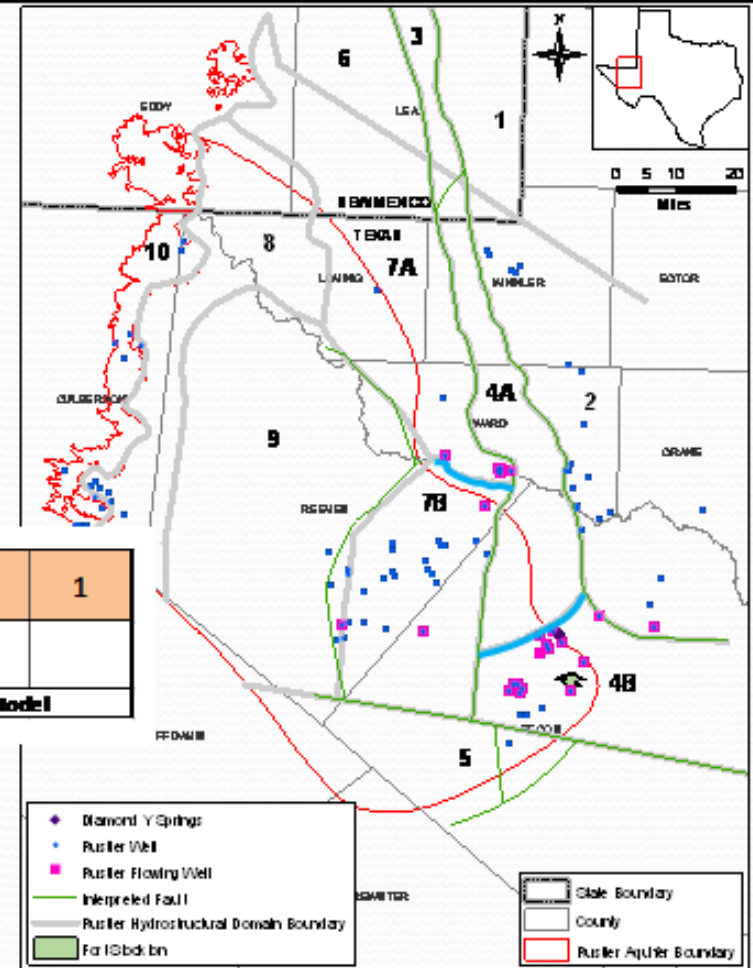 6
3
1
N
EDDY
LEA
0 5 10 20
Miles
NEW MEXICO
TEXAS
10
8
7A
LOVING
WINKLER
ECTOR
CULBERSON
9
4A
2
WARD
CRANE
REEVES
7B
1
4B
PECOS
5
Diamond Y Springs
Rustler Well
Rustler Flowing Well
Interpreted Fault
Rustler Hydrostructural Domain Boundary
Fort Stockton
State Boundary
County
Rustler Aquifer Boundary